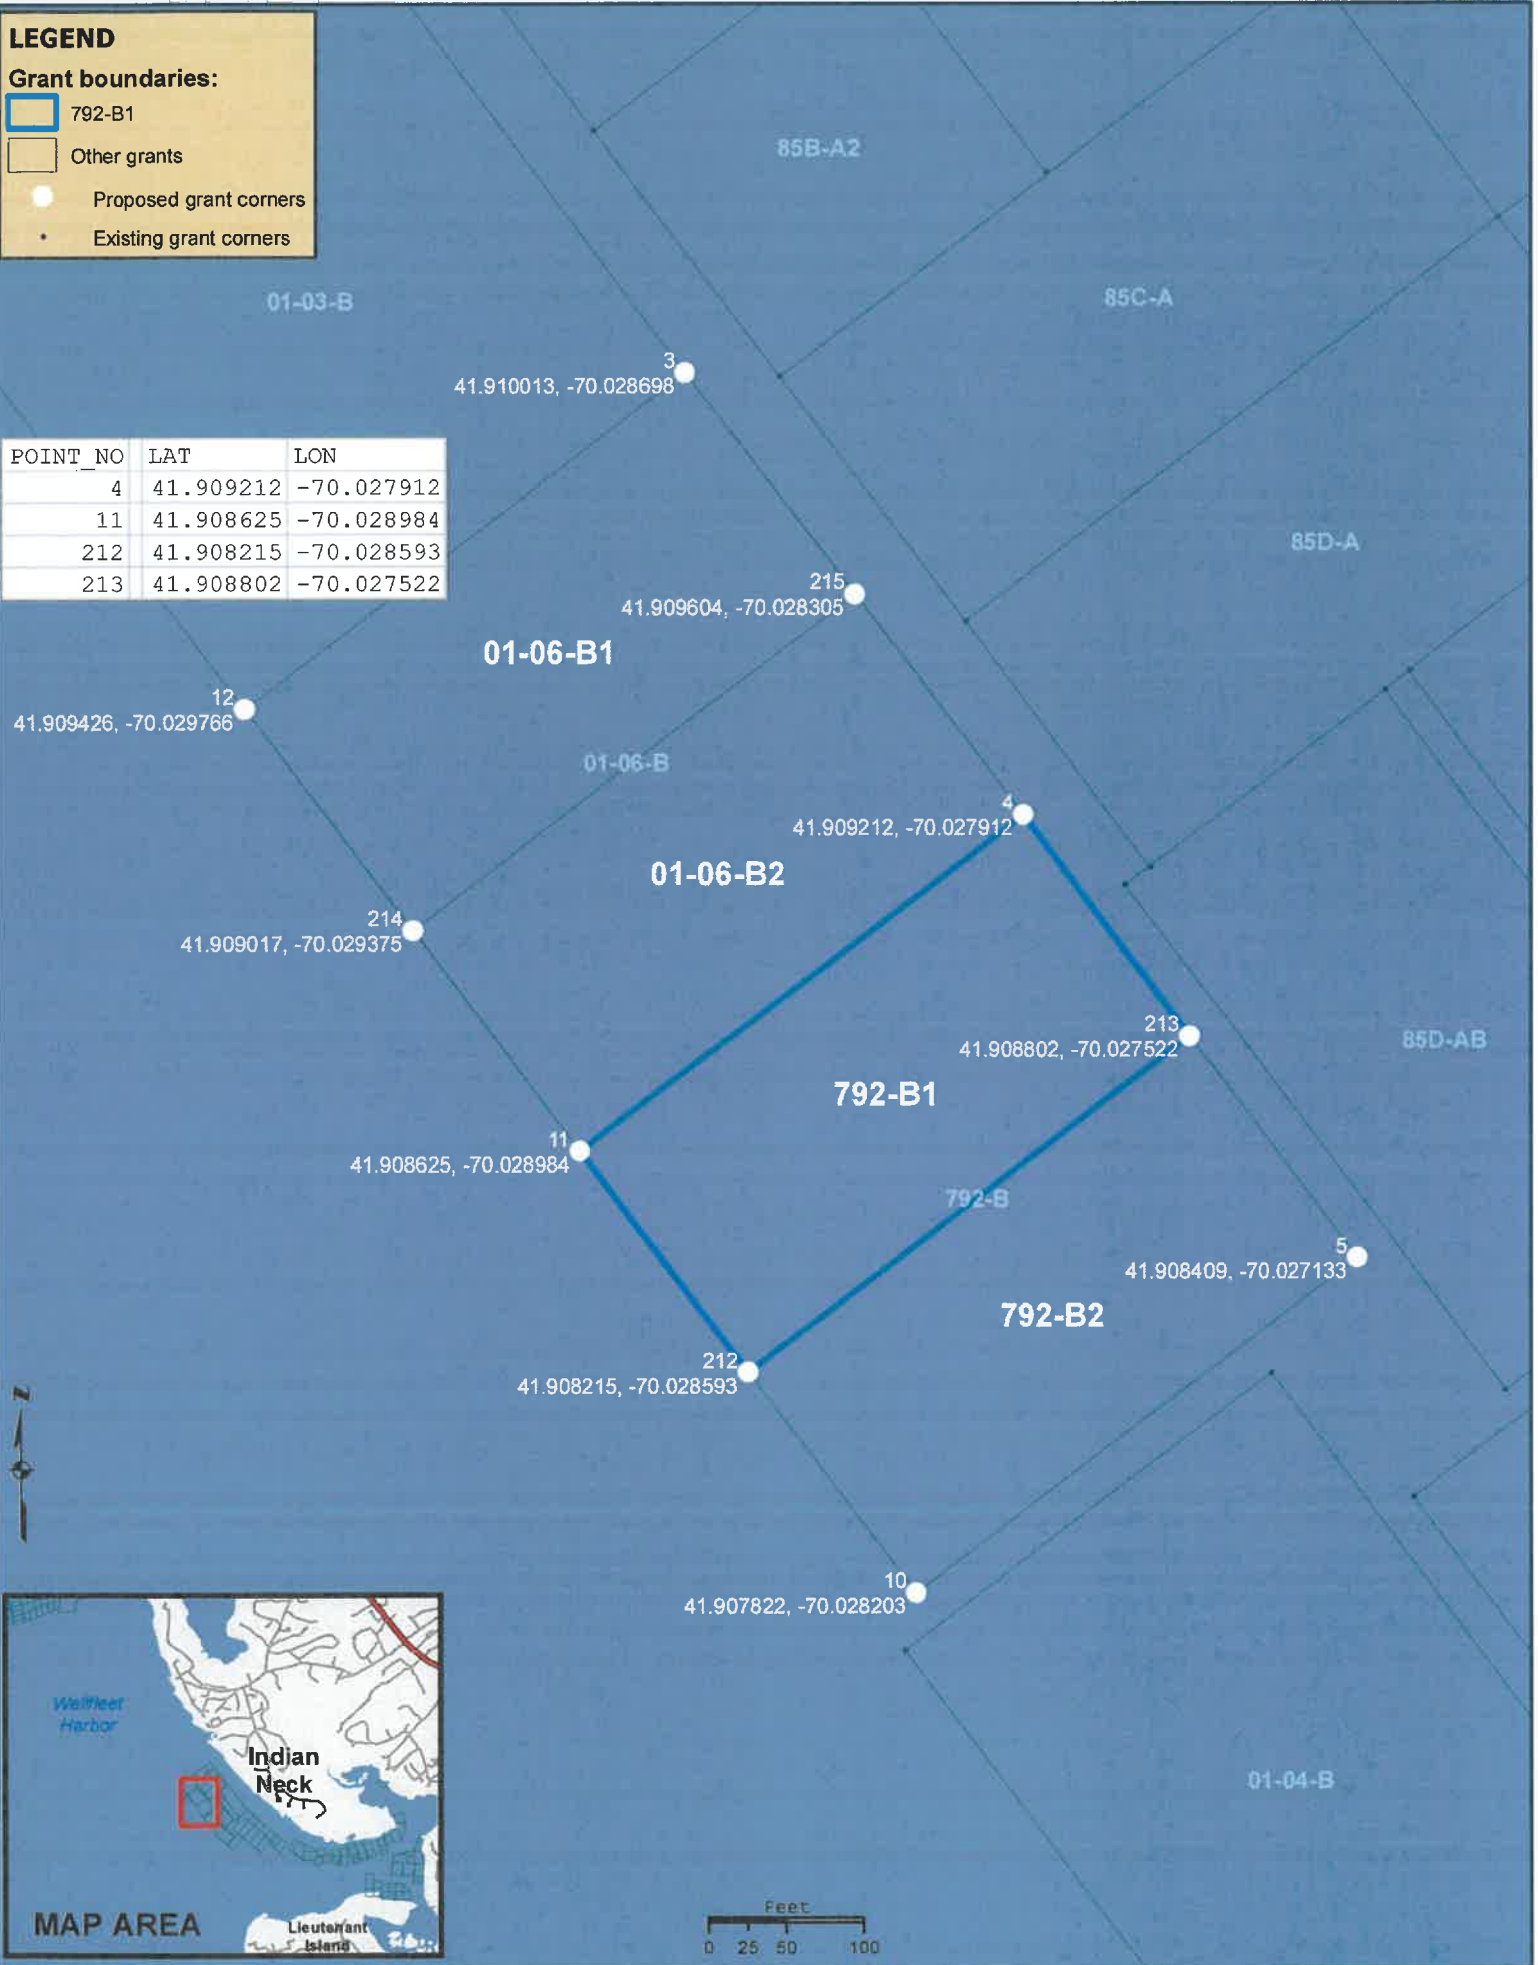 LEGEND
Grant boundaries:
792-B1
Other grants
Proposed grant corners
Existing grant corners
85B-A2
01-03-B
85C-A
3
41.910013, -70.028698
POINT_NO LAT LON
4 41.909212 -70.027912
11 41.908625 -70.028984
212 41.908215 -70.028593
213 41.908802 -70.027522
85D-A
215
41.909604, -70.028305
01-06-B1
12
41.909426, -70.029766
01-06-B
4
41.909212, -70.027912
01-06-B2
214
41.909017, -70.029375
213
41.908802, -70.027522
85D-AB
792-B1
11
41.908625, -70.028984
792-B
5
41.908409, -70.027133
792-B2
212
41.908215, -70.028593
N
10
41.907822, -70.028203
Wellfleet
Harbor
Indian
Neck
01-04-B
MAP AREA
Lieutenant
Island
Feet
0 25 50 100